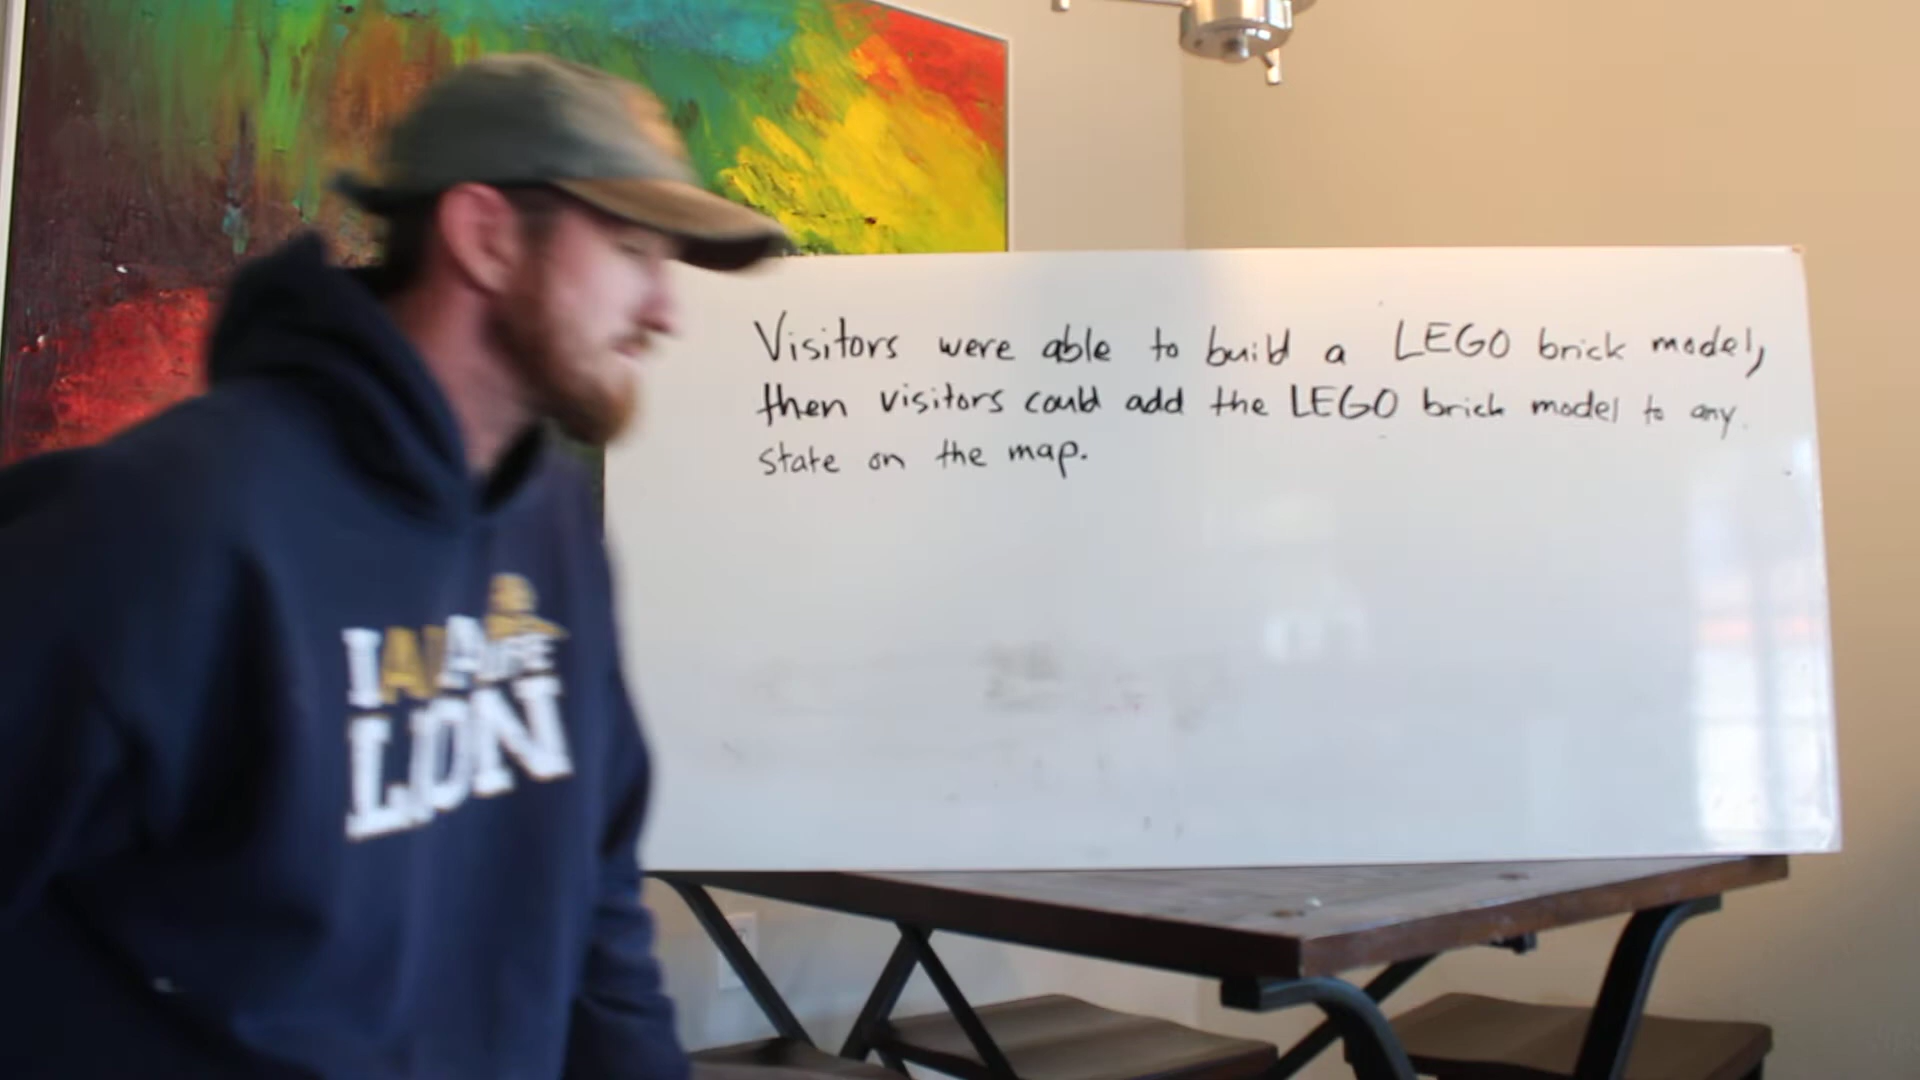 Visitors were able to build a LEGO brick model,
then visitors could add the LEGO brick model to any
state on the map.
LION